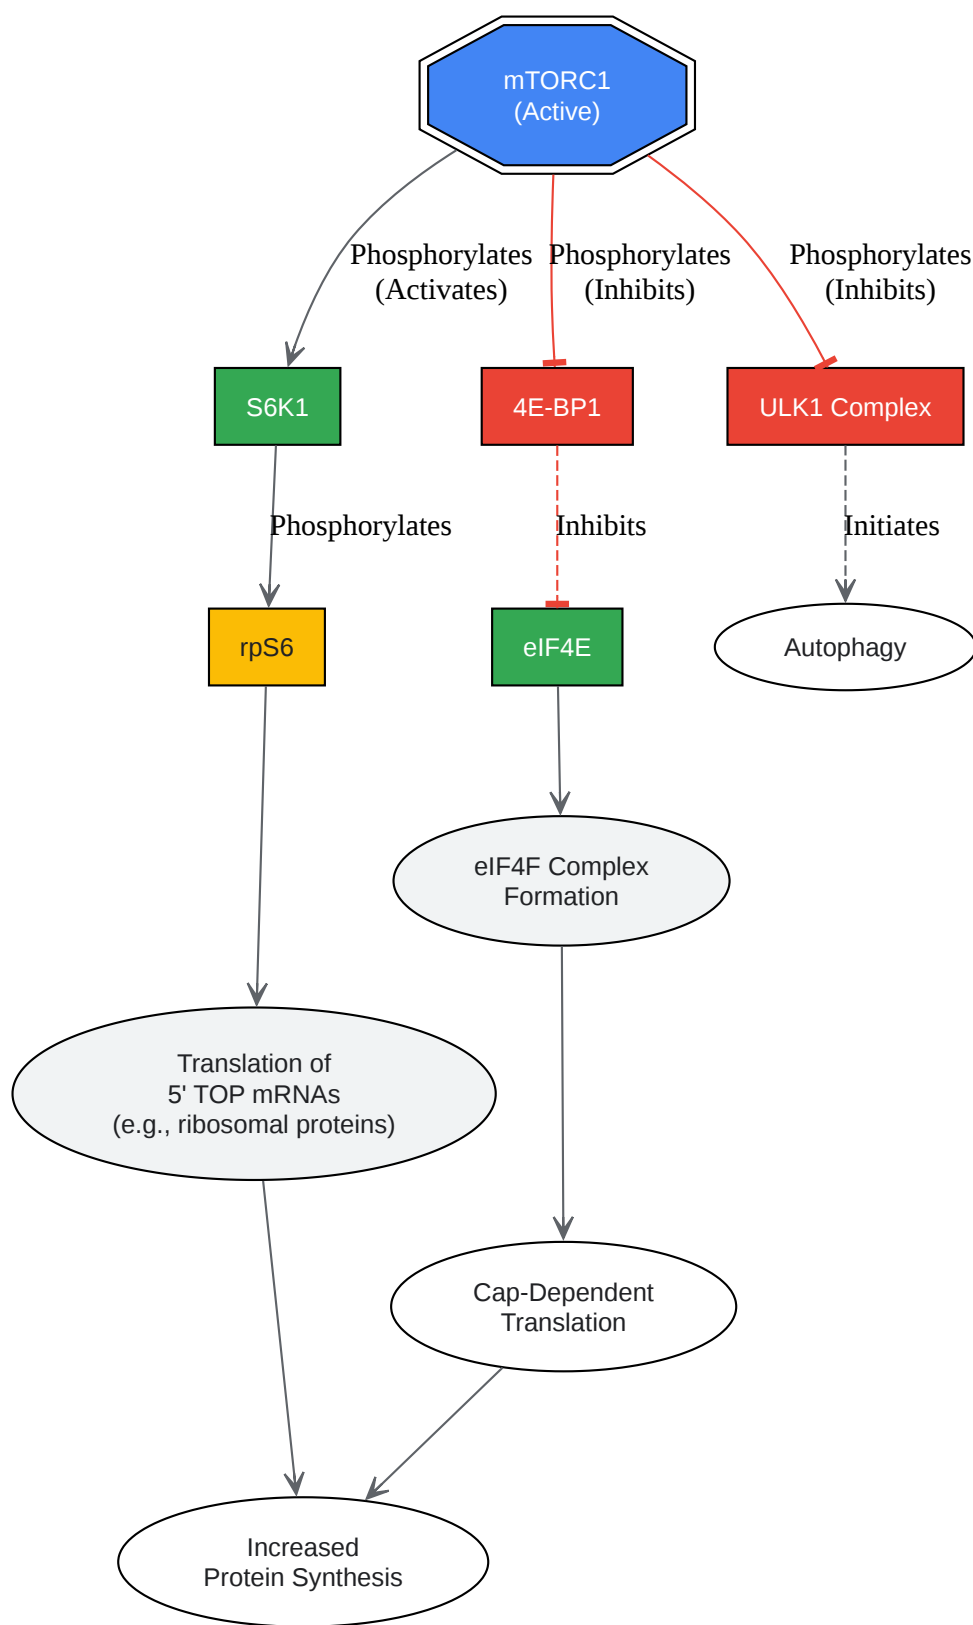 mTORC1
(Active)
Phosphorylates
(Activates)
Phosphorylates
(Inhibits)
Phosphorylates
(Inhibits)
S6K1
4E-BP1
ULK1 Complex
Phosphorylates
Inhibits
Initiates
rpS6
eIF4E
Autophagy
eIF4F Complex
Formation
Translation of
5' TOP mRNAs
(e.g., ribosomal proteins)
Cap-Dependent
Translation
Increased
Protein Synthesis